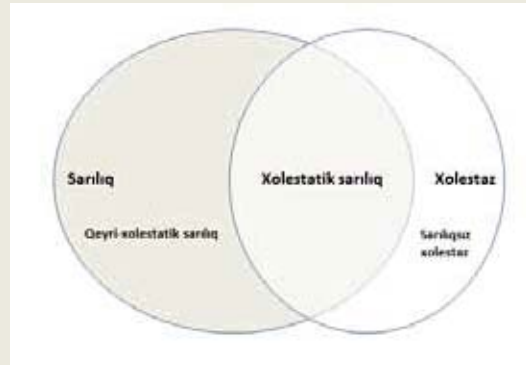 Sarılıq
Xolestatik sarılıq
Xolestaz
Qeyri-xolestatik sarılıq
Sarılıqsız
xolestaz